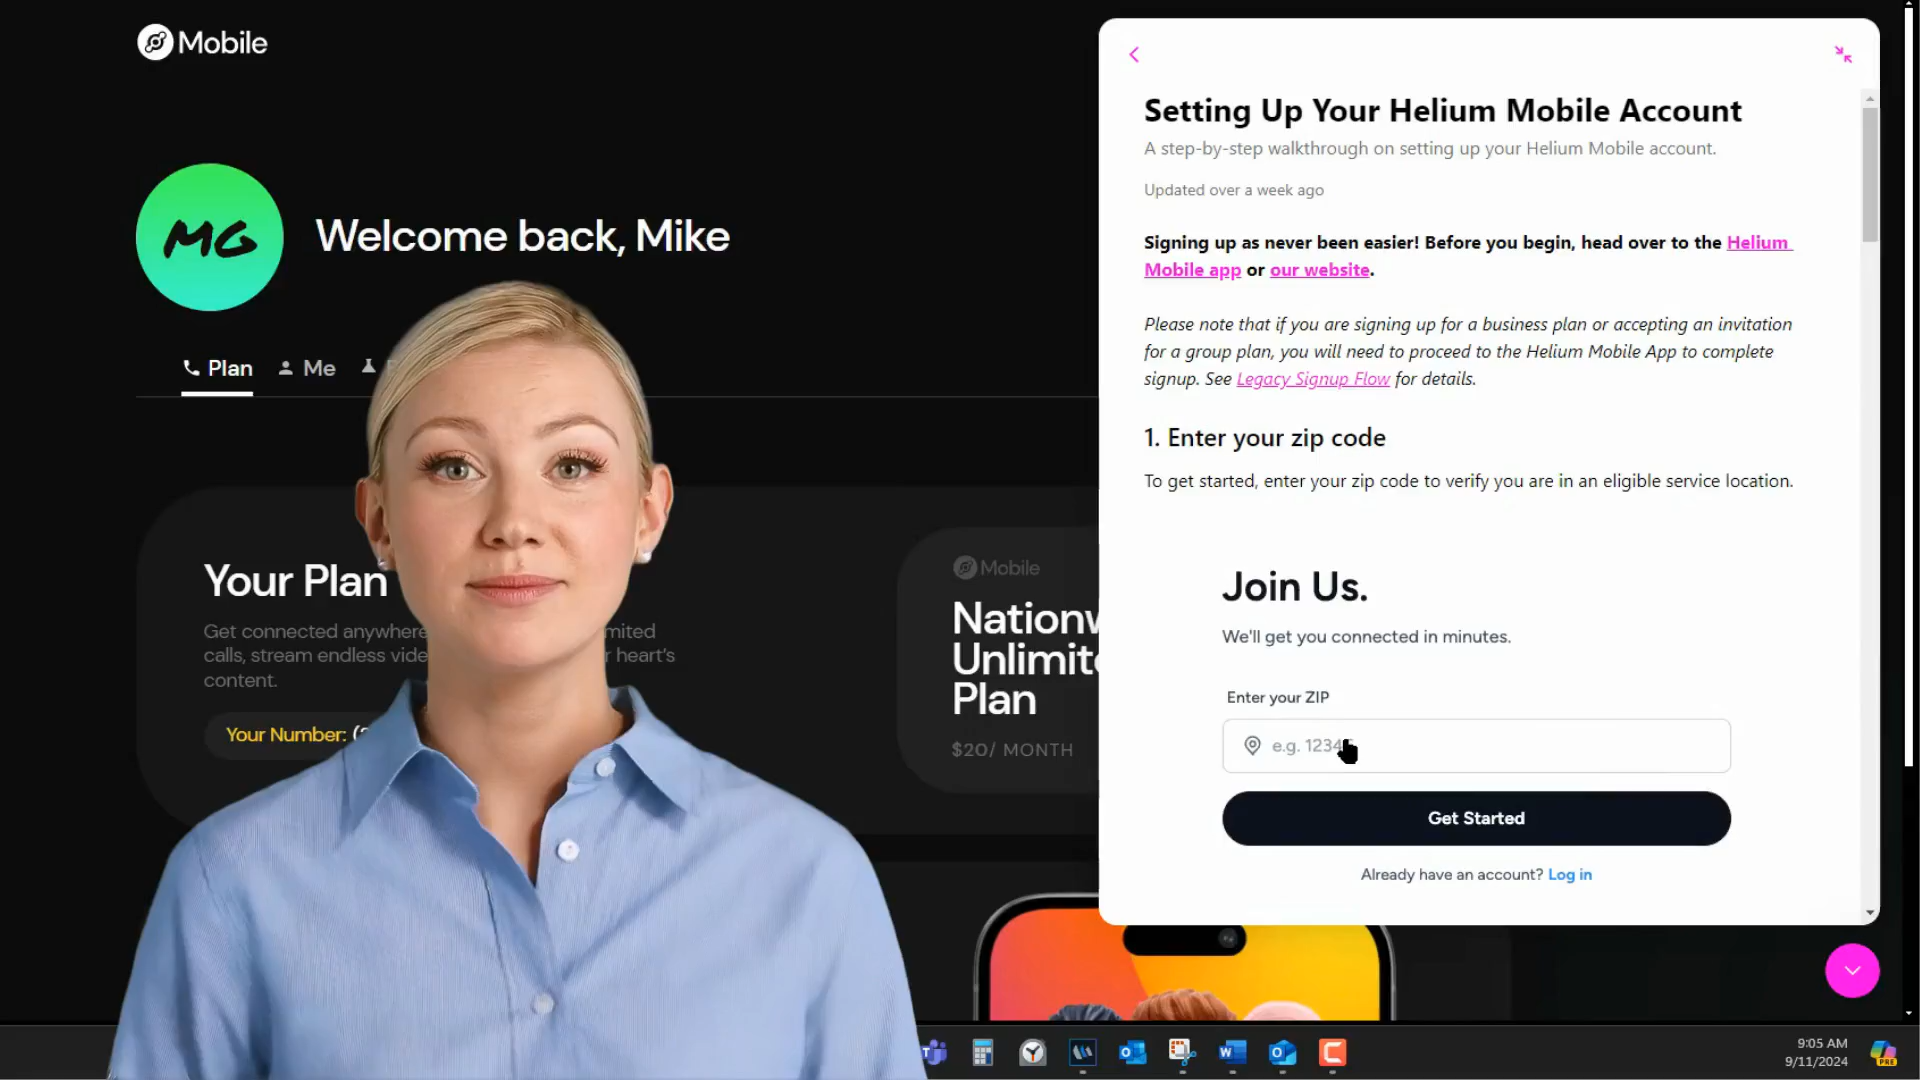 Mobile
MG
Welcome back, Mike
Plan
Me
Your Plan
Get connected anywhere
mited
calls, stream endless vide
r heart's
content.
Your Number: (
Mobile
Nationw
Unlimite
Plan
$20/ MONTH
Setting Up Your Helium Mobile Account
A step-by-step walkthrough on setting up your Helium Mobile account.
Updated over a week ago
Signing up as never been easier! Before you begin, head over to the Helium
Mobile app or our website.
Please note that if you are signing up for a business plan or accepting an invitation
for a group plan, you will need to proceed to the Helium Mobile App to complete
signup. See Legacy Signup Flow for details.
1. Enter your zip code
To get started, enter your zip code to verify you are in an eligible service location.
Join Us.
We'll get you connected in minutes.
Enter your ZIP
e.g. 1234
Get Started
Already have an account? Log in
9:05 AM
9/11/2024
PRE